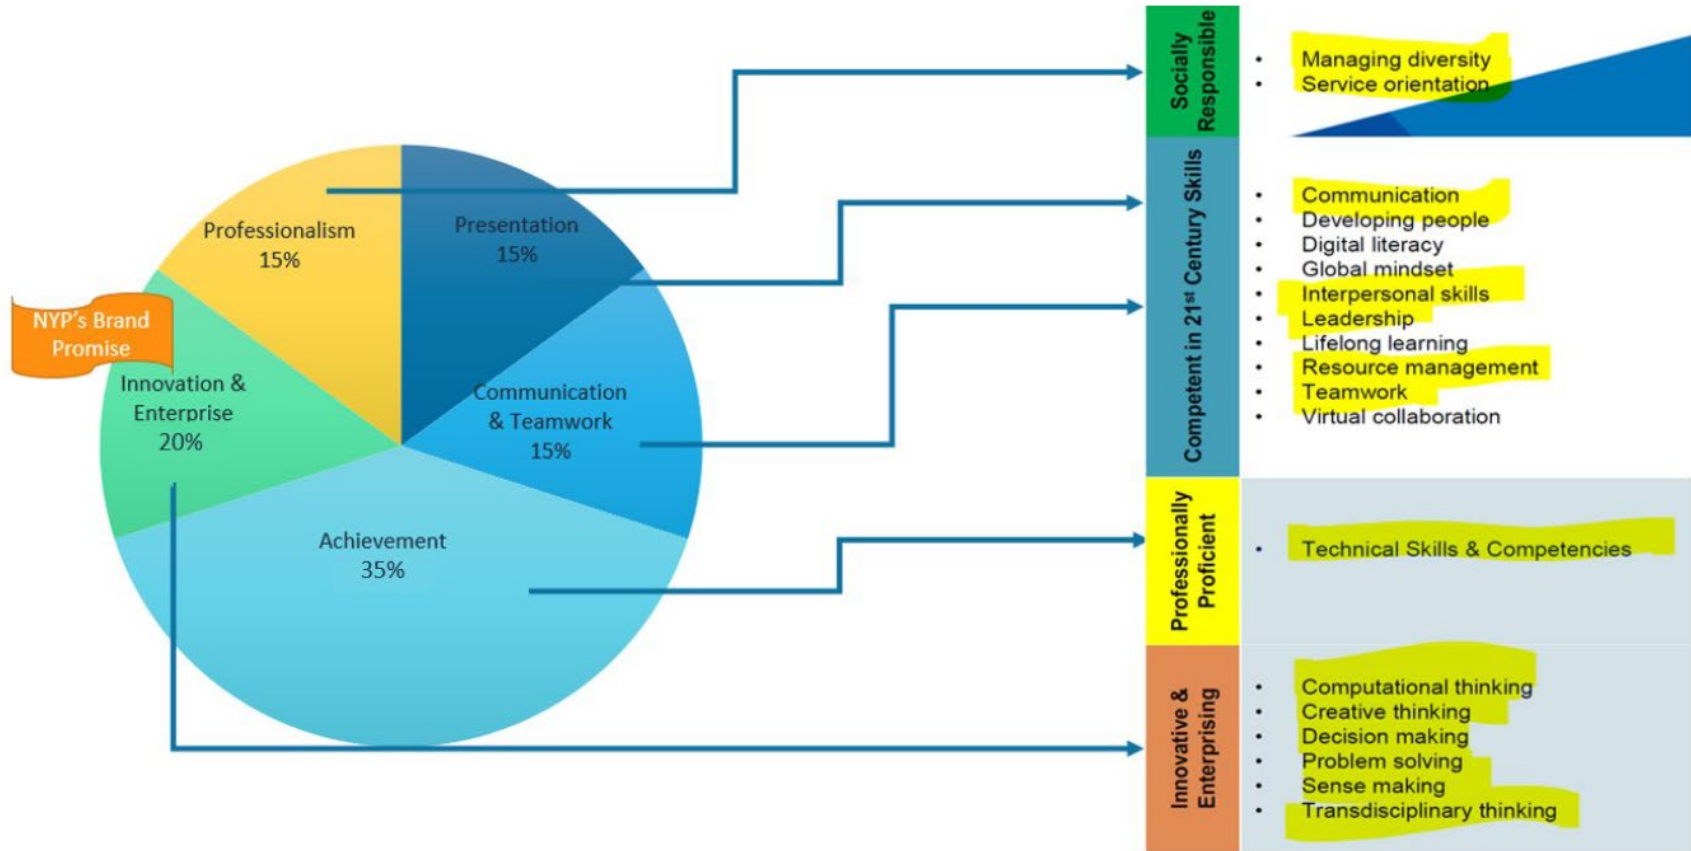 Professionalism
15%
Presentation
15%
NYP's Brand
Promise
Innovation &
Enterprise
20%
Communication
& Teamwork
15%
Achievement
35%
Socially
Responsible
• Managing diversity
• Service orientation
Competent in 21st Century Skills
• Communication
• Developing people
• Digital literacy
• Global mindset
• Interpersonal skills
• Leadership
• Lifelong learning
• Resource management
• Teamwork
• Virtual collaboration
Professionally
Proficient
• Technical Skills & Competencies
Innovative &
Enterprising
• Computational thinking
• Creative thinking
• Decision making
• Problem solving
• Sense making
• Transdisciplinary thinking